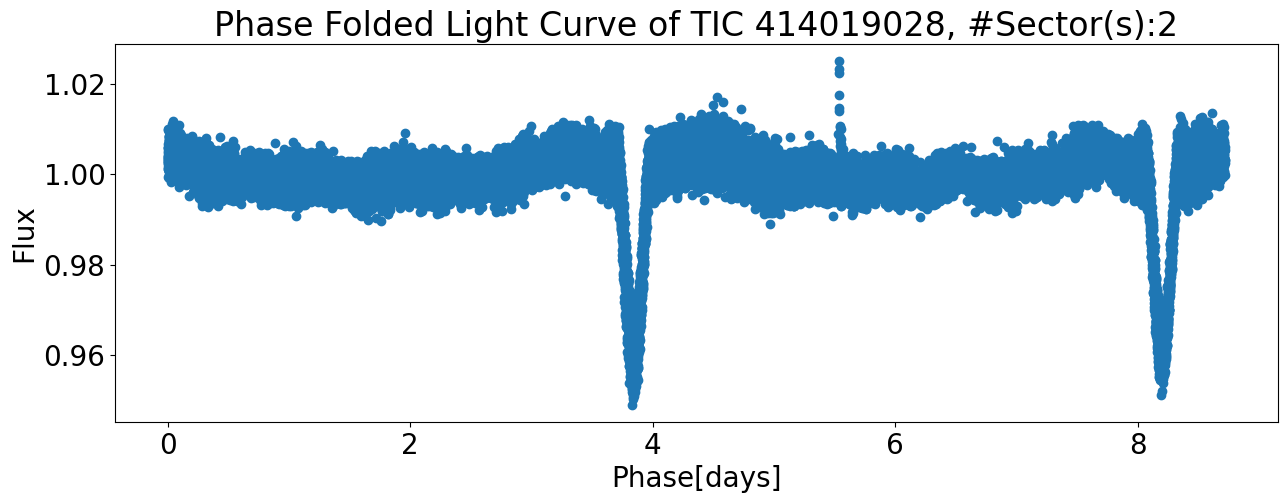 Phase Folded Light Curve of TIC 414019028, #Sector(s):2
1.02
1.00
0.98
0.96
Flux
0 2 4 6 8
Phase[days]